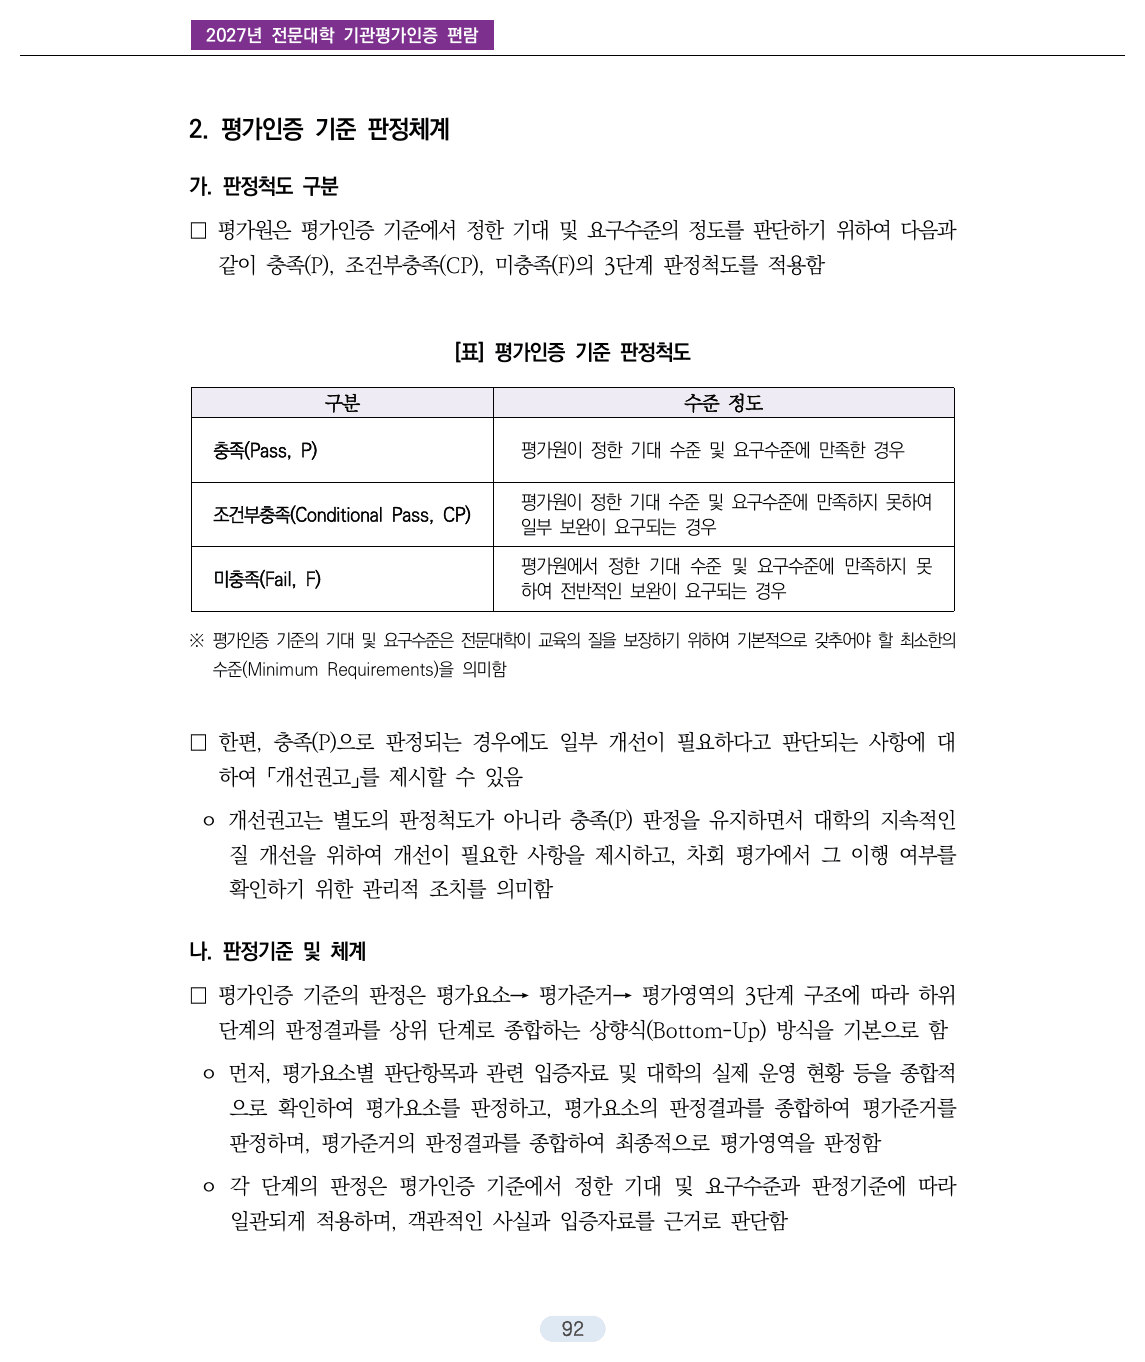 2027년 전문대학 기관평가인증 편람
2. 평가인증 기준 판정체계
가. 판정척도 구분
□ 평가원은 평가인증 기준에서 정한 기대 및 요구수준의 정도를 판단하기 위하여 다음과
같이 충족(P), 조건부충족(CP), 미충족(F)의 3단계 판정척도를 적용함
[표] 평가인증 기준 판정척도
구분 수준 정도
충족(Pass, P) 평가원이 정한 기대 수준 및 요구수준에 만족한 경우
조건부충족(Conditional Pass, CP) 평가원이 정한 기대 수준 및 요구수준에 만족하지 못하여
일부 보완이 요구되는 경우
미충족(Fail, F) 평가원에서 정한 기대 수준 및 요구수준에 만족하지 못
하여 전반적인 보완이 요구되는 경우
※ 평가인증 기준의 기대 및 요구수준은 전문대학이 교육의 질을 보장하기 위하여 기본적으로 갖추어야 할 최소한의
수준(Minimum Requirements)을 의미함
□ 한편, 충족(P)으로 판정되는 경우에도 일부 개선이 필요하다고 판단되는 사항에 대
하여 「개선권고」를 제시할 수 있음
ㅇ 개선권고는 별도의 판정척도가 아니라 충족(P) 판정을 유지하면서 대학의 지속적인
질 개선을 위하여 개선이 필요한 사항을 제시하고, 차회 평가에서 그 이행 여부를
확인하기 위한 관리적 조치를 의미함
나. 판정기준 및 체계
□ 평가인증 기준의 판정은 평가요소→ 평가준거→ 평가영역의 3단계 구조에 따라 하위
단계의 판정결과를 상위 단계로 종합하는 상향식(Bottom-Up) 방식을 기본으로 함
ㅇ 먼저, 평가요소별 판단항목과 관련 입증자료 및 대학의 실제 운영 현황 등을 종합적
으로 확인하여 평가요소를 판정하고, 평가요소의 판정결과를 종합하여 평가준거를
판정하며, 평가준거의 판정결과를 종합하여 최종적으로 평가영역을 판정함
ㅇ 각 단계의 판정은 평가인증 기준에서 정한 기대 및 요구수준과 판정기준에 따라
일관되게 적용하며, 객관적인 사실과 입증자료를 근거로 판단함
92